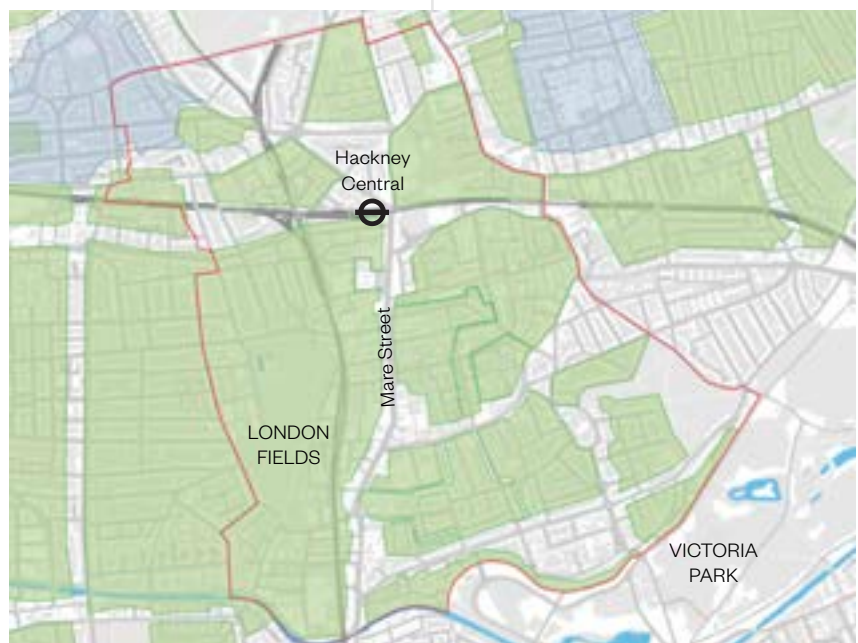 Hackney
Central
Mare Street
LONDON
FIELDS
VICTORIA
PARK